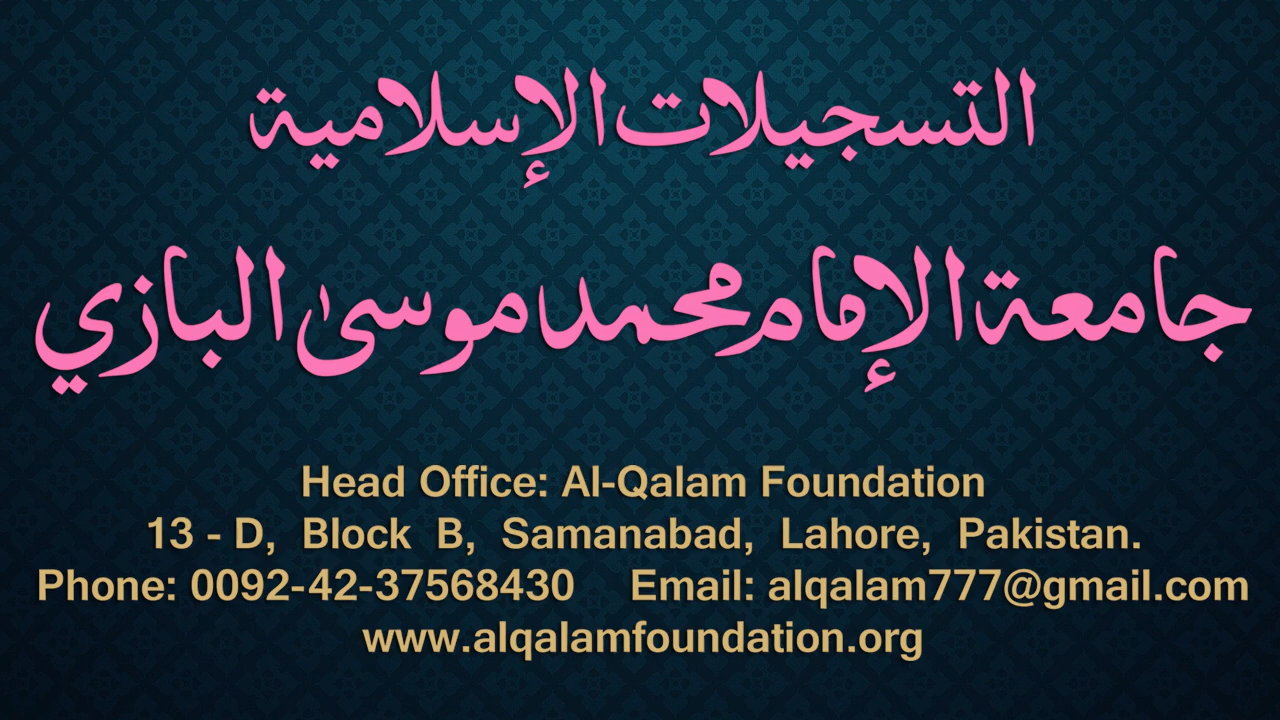 التسجيلات الإسلامية
جامعة الإمام محمد موسىٰ البازي
Head Office: Al-Qalam Foundation
13 - D, Block B, Samanabad, Lahore, Pakistan.
Phone: 0092-42-37568430 Email: alqalam777@gmail.com
www.alqalamfoundation.org